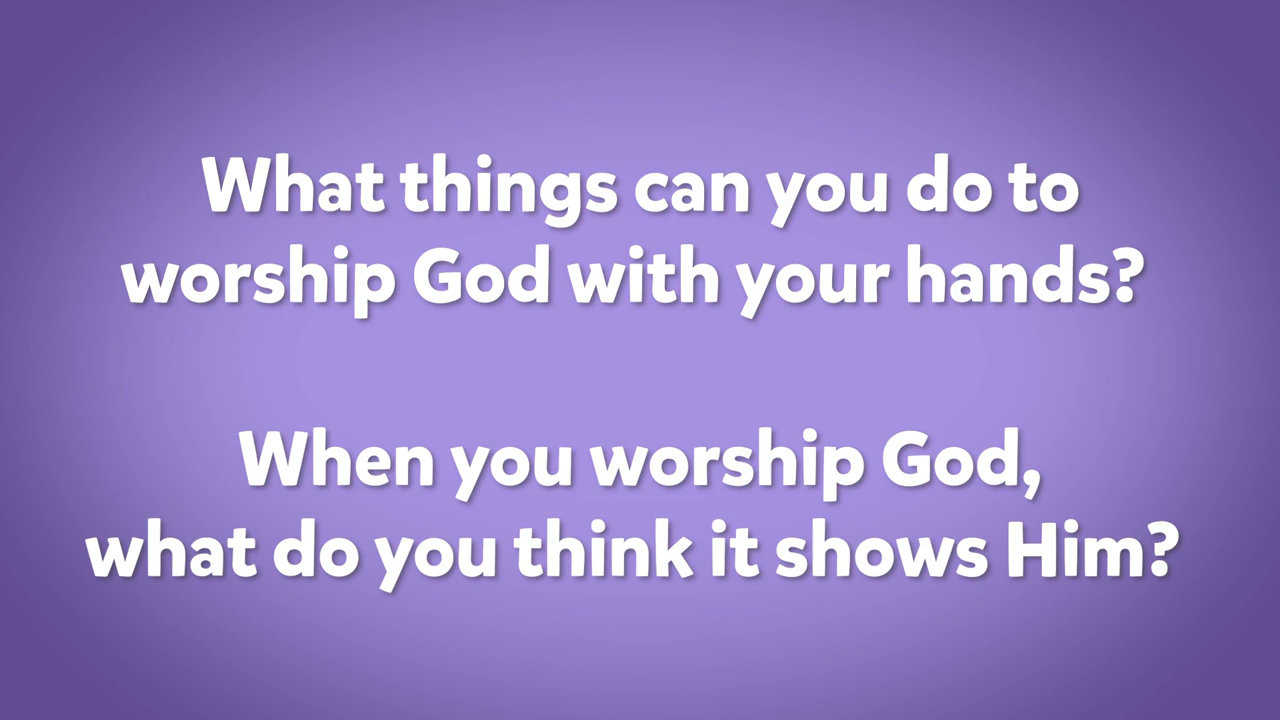 What things can you do to
worship God with your hands?
When you worship God,
what do you think it shows Him?